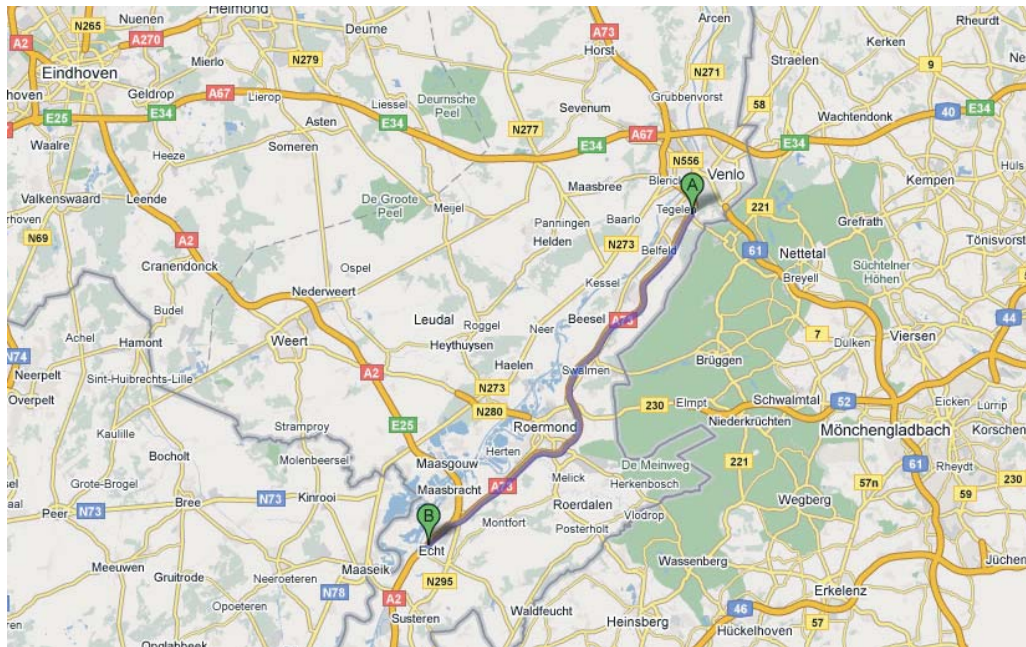 N265
Nuenen
Helmond
A2
A270
Mierlo
Deurne
N279
A73
Horst
Arcen
N271
Straelen
Kerken
Rheurdt
9
Eindhoven
Geldrop
A67
Lierop
Liessel
Deurnsche
Peel
Sevenum
Grubbenvorst
58
Wachtendonk
40
E34
E25
E34
Asten
E34
N277
E34
A67
Waalre
Heeze
Someren
N556
Venlo
Maasbree
A
Kempen
Hüls
Valkenswaard
Leende
De Groote
Peel
Meijel
Panningen
Baarlo
Tegelen
221
Grefrath
Tönisvorst
N69
A2
Helden
N273
Belfeld
61
Nettetal
Süchtelner
Höhen
Cranendonck
Ospel
Kessel
Breyell
Budel
Nederweert
Leudal
Roggel
Neer
Beesel
A73
7
Dülken
44
Achel
Hamont
Weert
Heythuysen
Viersen
N74
Neerpelt
Sint-Huibrechts-Lille
A2
Haelen
Swalmen
Brüggen
Overpelt
N273
N280
230
Elmpt
Schwalmtal
52
Eicken
Lürrip
Kaulille
Stramproy
E25
Roermond
Niederkrüchten
Mönchengladbach
Korschen
Bocholt
Molenbeersel
Maasgouw
Herten
De Meinweg
221
61
Rheydt
Grote-Brogel
Bree
N73
Kinrooi
Maasbracht
A73
Melick
Herkenbosch
57n
59
230
Peer
N73
B
Montfort
Roerdalen
Vlodrop
Wegberg
Echt
Posterholt
Wassenberg
Jüchen
Meeuwen
Gruitrode
Neeroeteren
Maaseik
N295
Erkelenz
Opoeteren
N78
A2
Susteren
Waldfeucht
Heinsberg
46
57
Hückelhoven
Opglabbeek